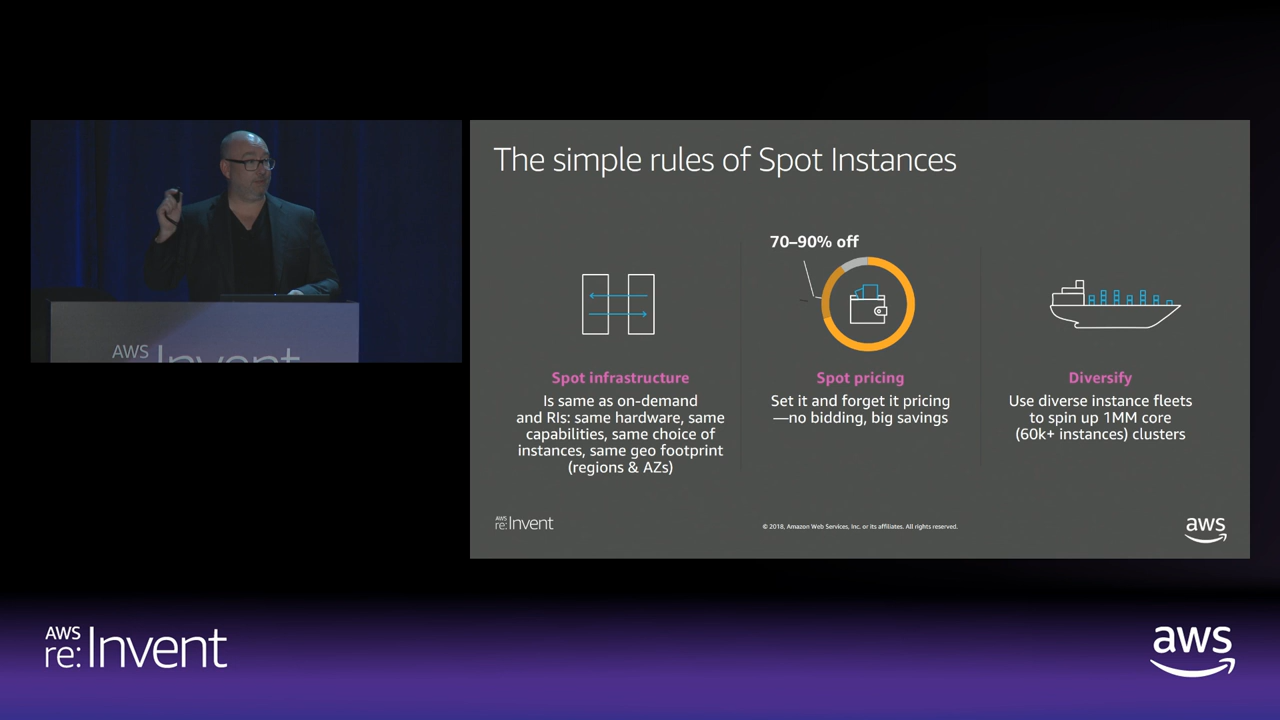 The simple rules of Spot Instances
70–90% off
Spot infrastructure
Is same as on-demand
and RIs: same hardware, same
capabilities, same choice of
instances, same geo footprint
(regions & AZs)
Spot pricing
Set it and forget it pricing
—no bidding, big savings
Diversify
Use diverse instance fleets
to spin up 1MM core
(60k+ instances) clusters
AWS
re:Invent
© 2018, Amazon Web Services, Inc. or its affiliates. All rights reserved.
aws
AWS
Invent
AWS
re:Invent
aws